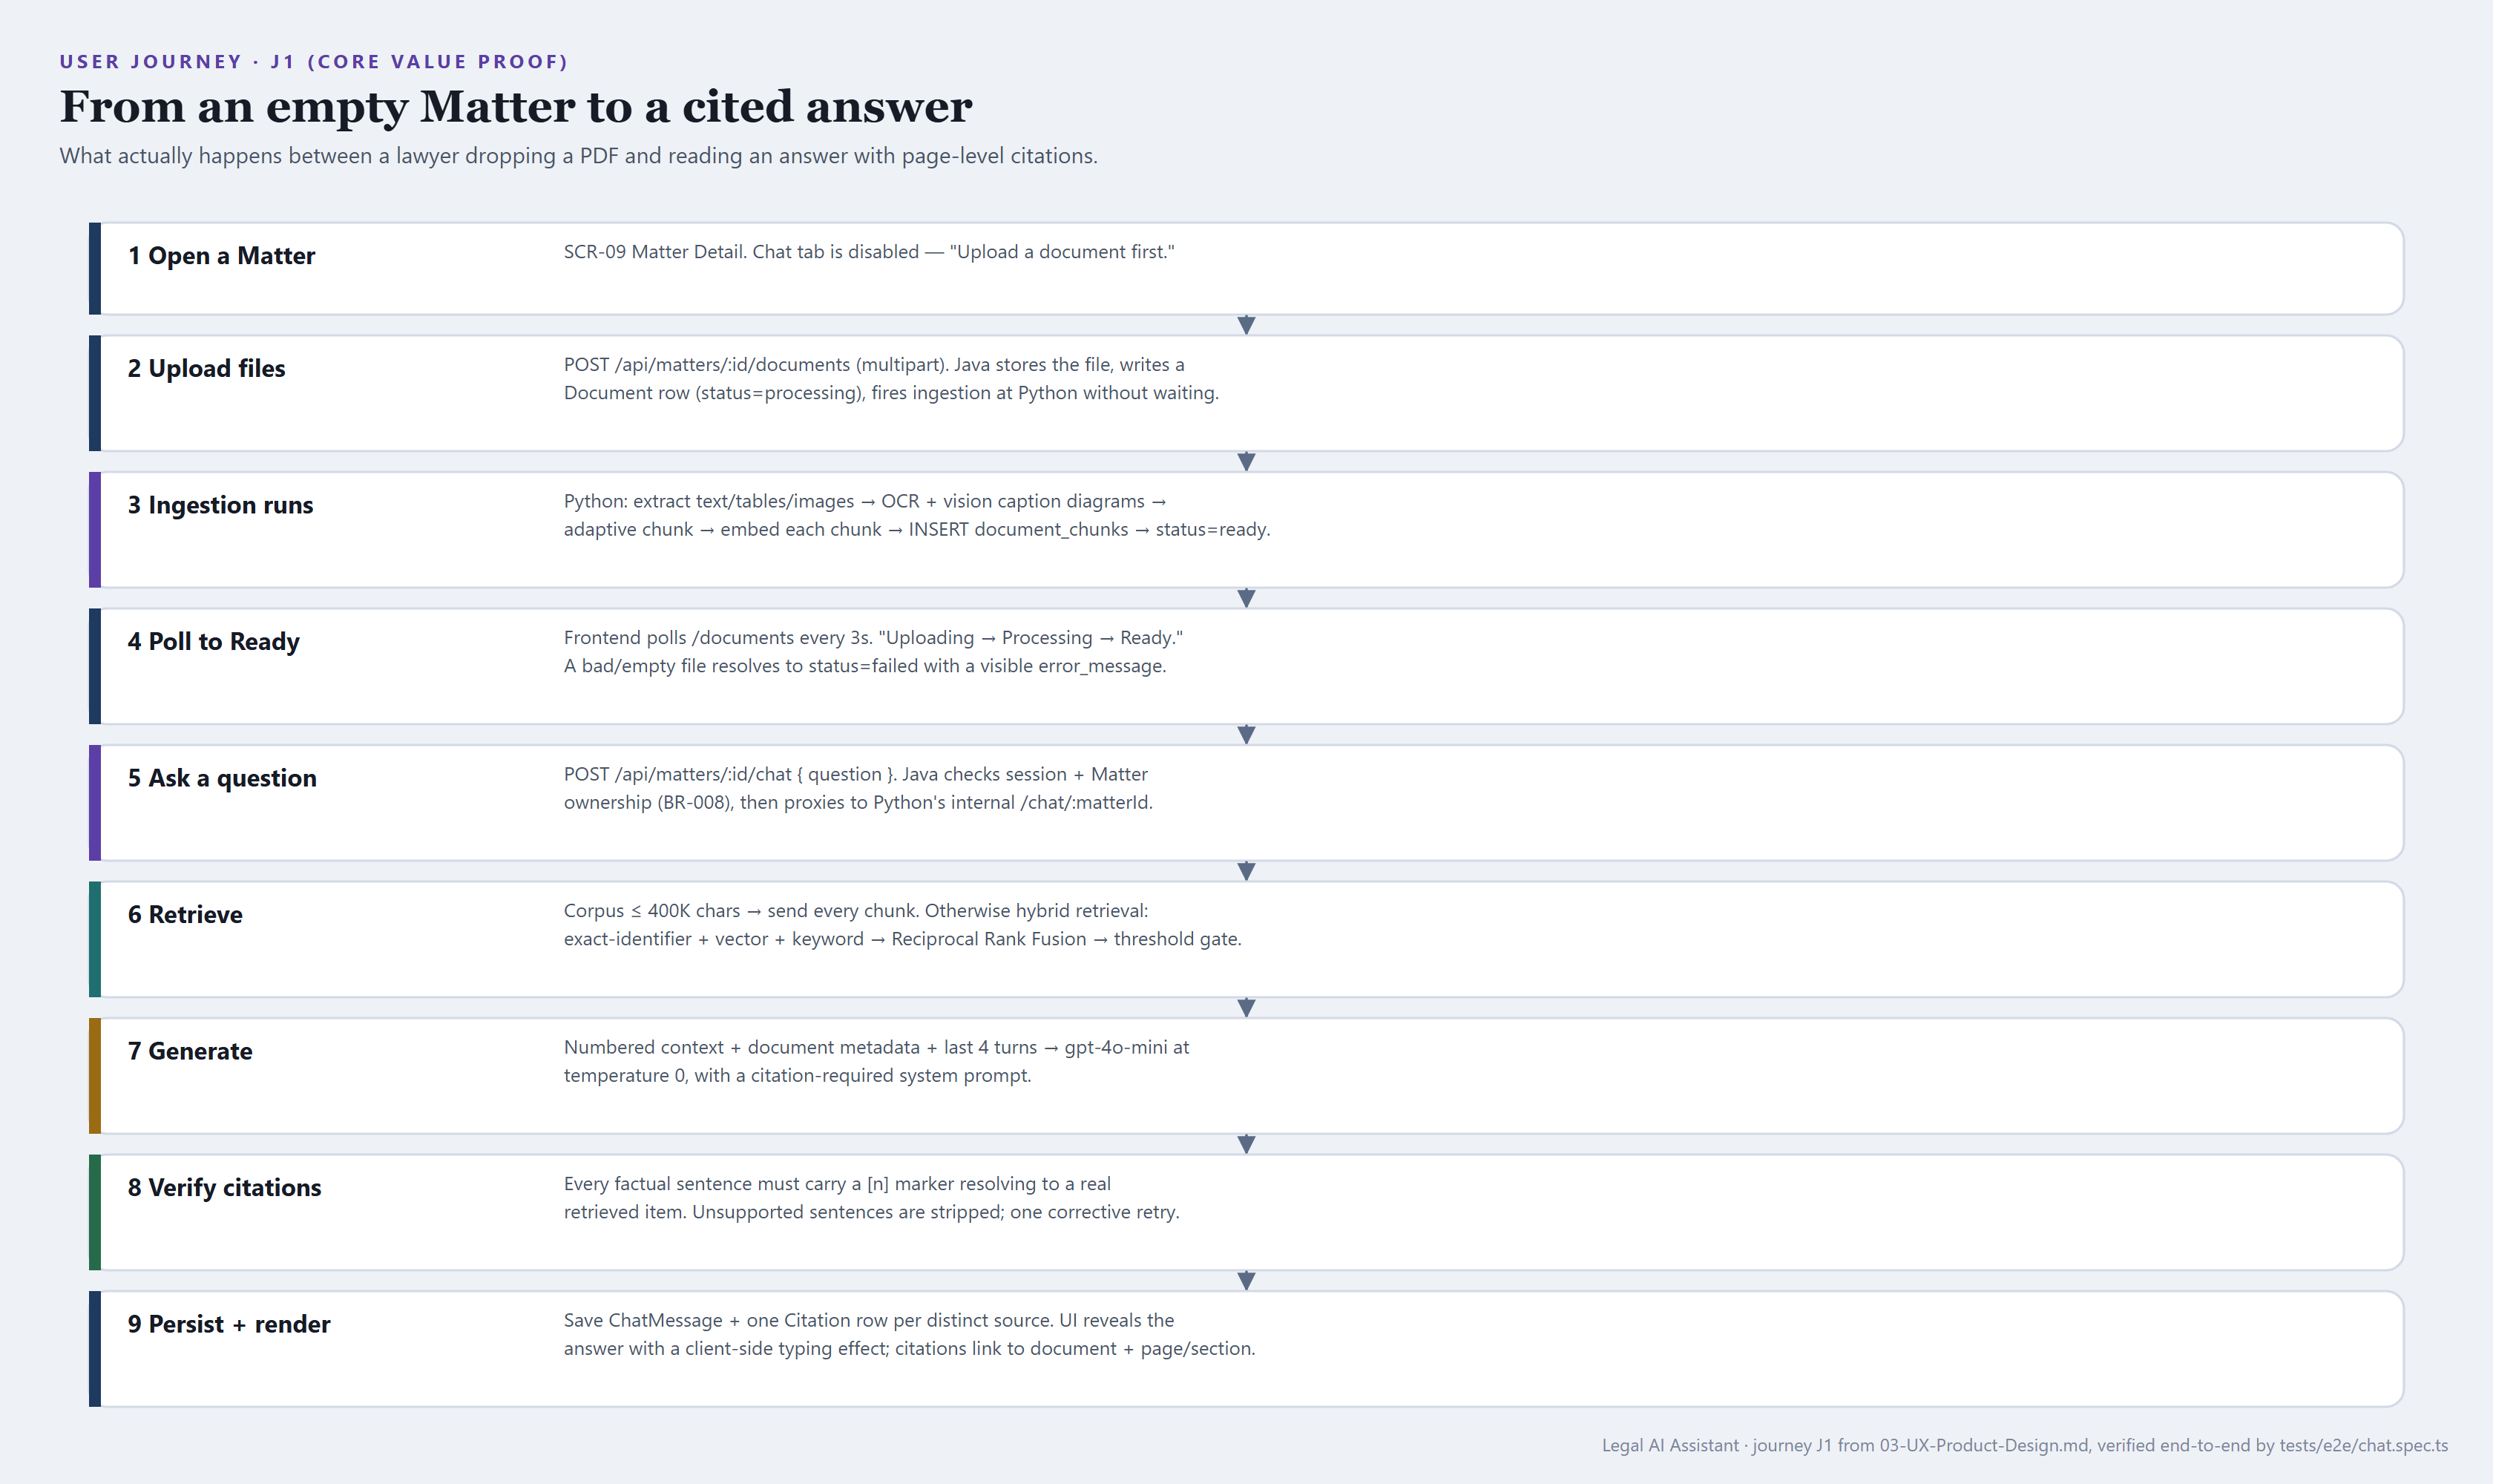 USER JOURNEY · J1 (CORE VALUE PROOF)
From an empty Matter to a cited answer
What actually happens between a lawyer dropping a PDF and reading an answer with page-level citations.
1 Open a Matter
SCR-09 Matter Detail. Chat tab is disabled — "Upload a document first."
2 Upload files
POST /api/matters/:id/documents (multipart). Java stores the file, writes a
Document row (status=processing), fires ingestion at Python without waiting.
3 Ingestion runs
Python: extract text/tables/images → OCR + vision caption diagrams →
adaptive chunk → embed each chunk → INSERT document_chunks → status=ready.
4 Poll to Ready
Frontend polls /documents every 3s. "Uploading → Processing → Ready."
A bad/empty file resolves to status=failed with a visible error_message.
5 Ask a question
POST /api/matters/:id/chat { question }. Java checks session + Matter
ownership (BR-008), then proxies to Python's internal /chat/:matterId.
6 Retrieve
Corpus ≤ 400K chars → send every chunk. Otherwise hybrid retrieval:
exact-identifier + vector + keyword → Reciprocal Rank Fusion → threshold gate.
7 Generate
Numbered context + document metadata + last 4 turns → gpt-4o-mini at
temperature 0, with a citation-required system prompt.
8 Verify citations
Every factual sentence must carry a [n] marker resolving to a real
retrieved item. Unsupported sentences are stripped; one corrective retry.
9 Persist + render
Save ChatMessage + one Citation row per distinct source. UI reveals the
answer with a client-side typing effect; citations link to document + page/section.
Legal AI Assistant · journey J1 from 03-UX-Product-Design.md, verified end-to-end by tests/e2e/chat.spec.ts